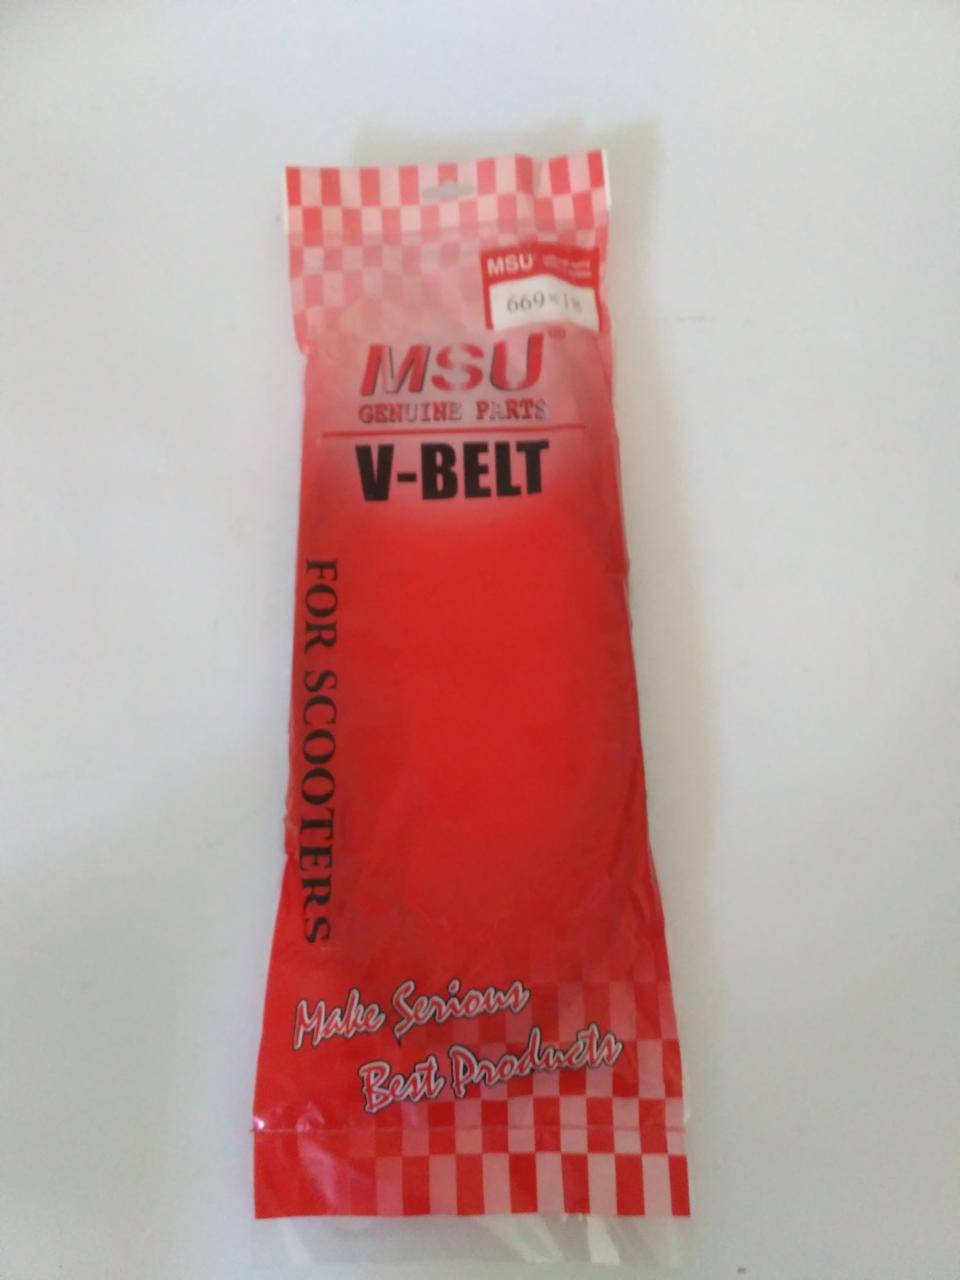 MSU
669×18
MSU®
GENUINE PARTS
V-BELT
FOR SCOOTERS
Make Serious
Best Products